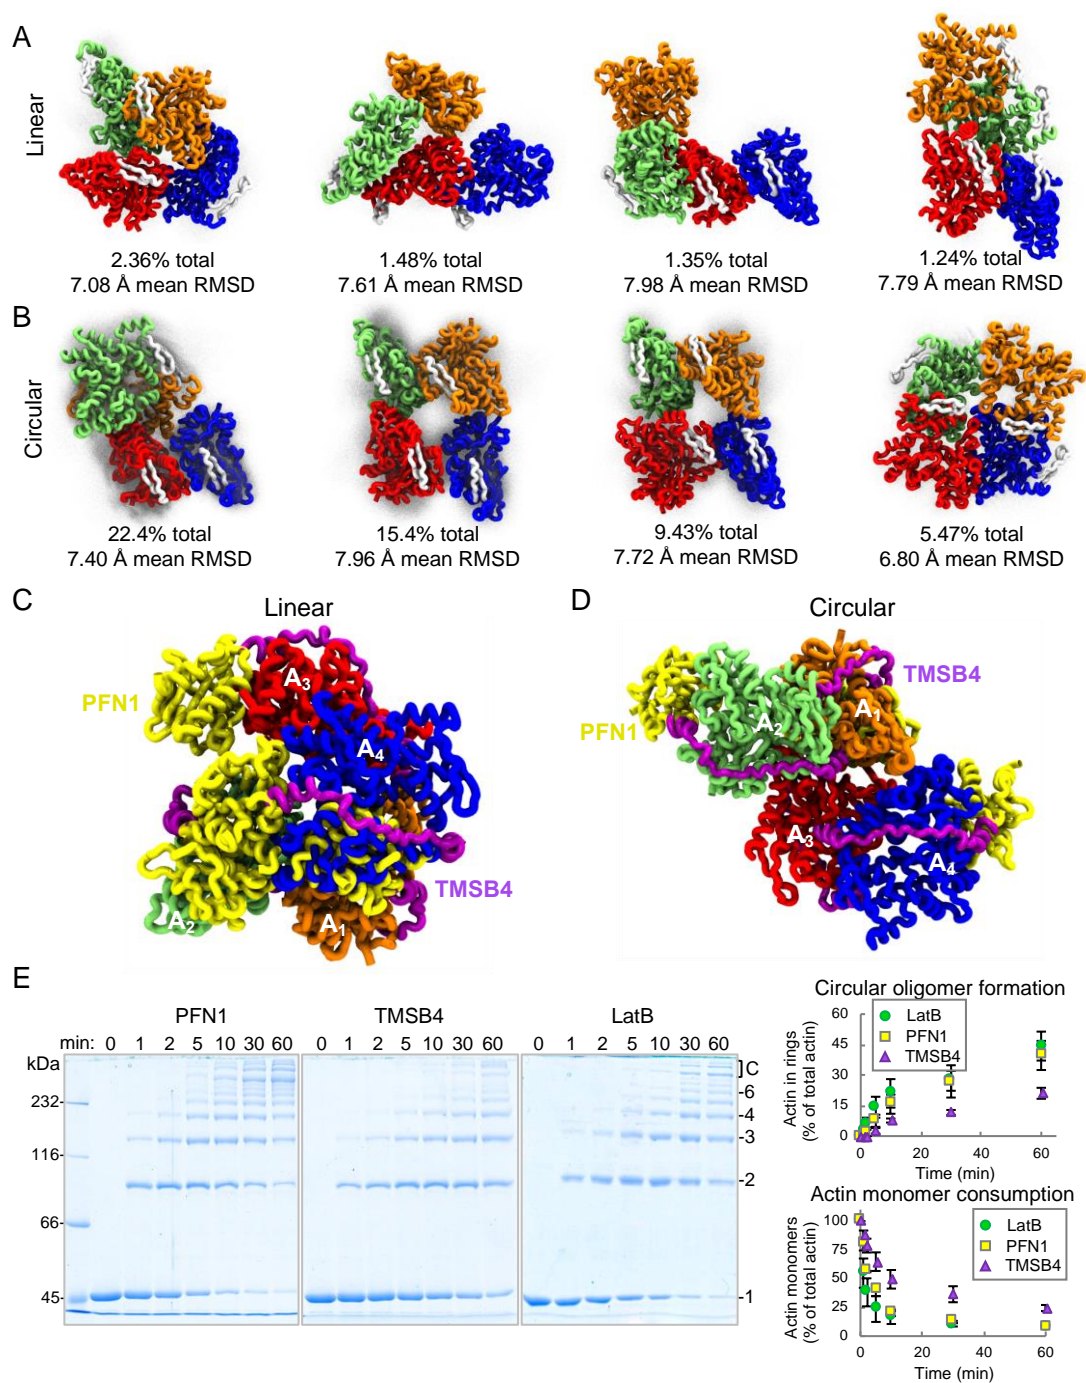 A
Linear
2.36% total
7.08 Å mean RMSD
1.48% total
7.61 Å mean RMSD
1.35% total
7.98 Å mean RMSD
1.24% total
7.79 Å mean RMSD
B
Circular
22.4% total
7.40 Å mean RMSD
15.4% total
7.96 Å mean RMSD
9.43% total
7.72 Å mean RMSD
5.47% total
6.80 Å mean RMSD
C
Linear
PFN1
A3
A4
TMSB4
A2
A1
D
Circular
TMSB4
PFN1
A2
A1
A3
A4
E
PFN1
TMSB4
LatB
min: 0 1 2 5 10 30 60
0 1 2 5 10 30 60
0 1 2 5 10 30 60
kDa
232-
116-
66-
45-
]C
-6
-4
-3
-2
-1
Circular oligomer formation
LatB
PFN1
TMSB4
Actin in rings
(% of total actin)
60
45
30
15
0
0 20 40 60
Time (min)
Actin monomer consumption
LatB
PFN1
TMSB4
Actin monomers
(% of total actin)
100
75
50
25
0
0 20 40 60
Time (min)